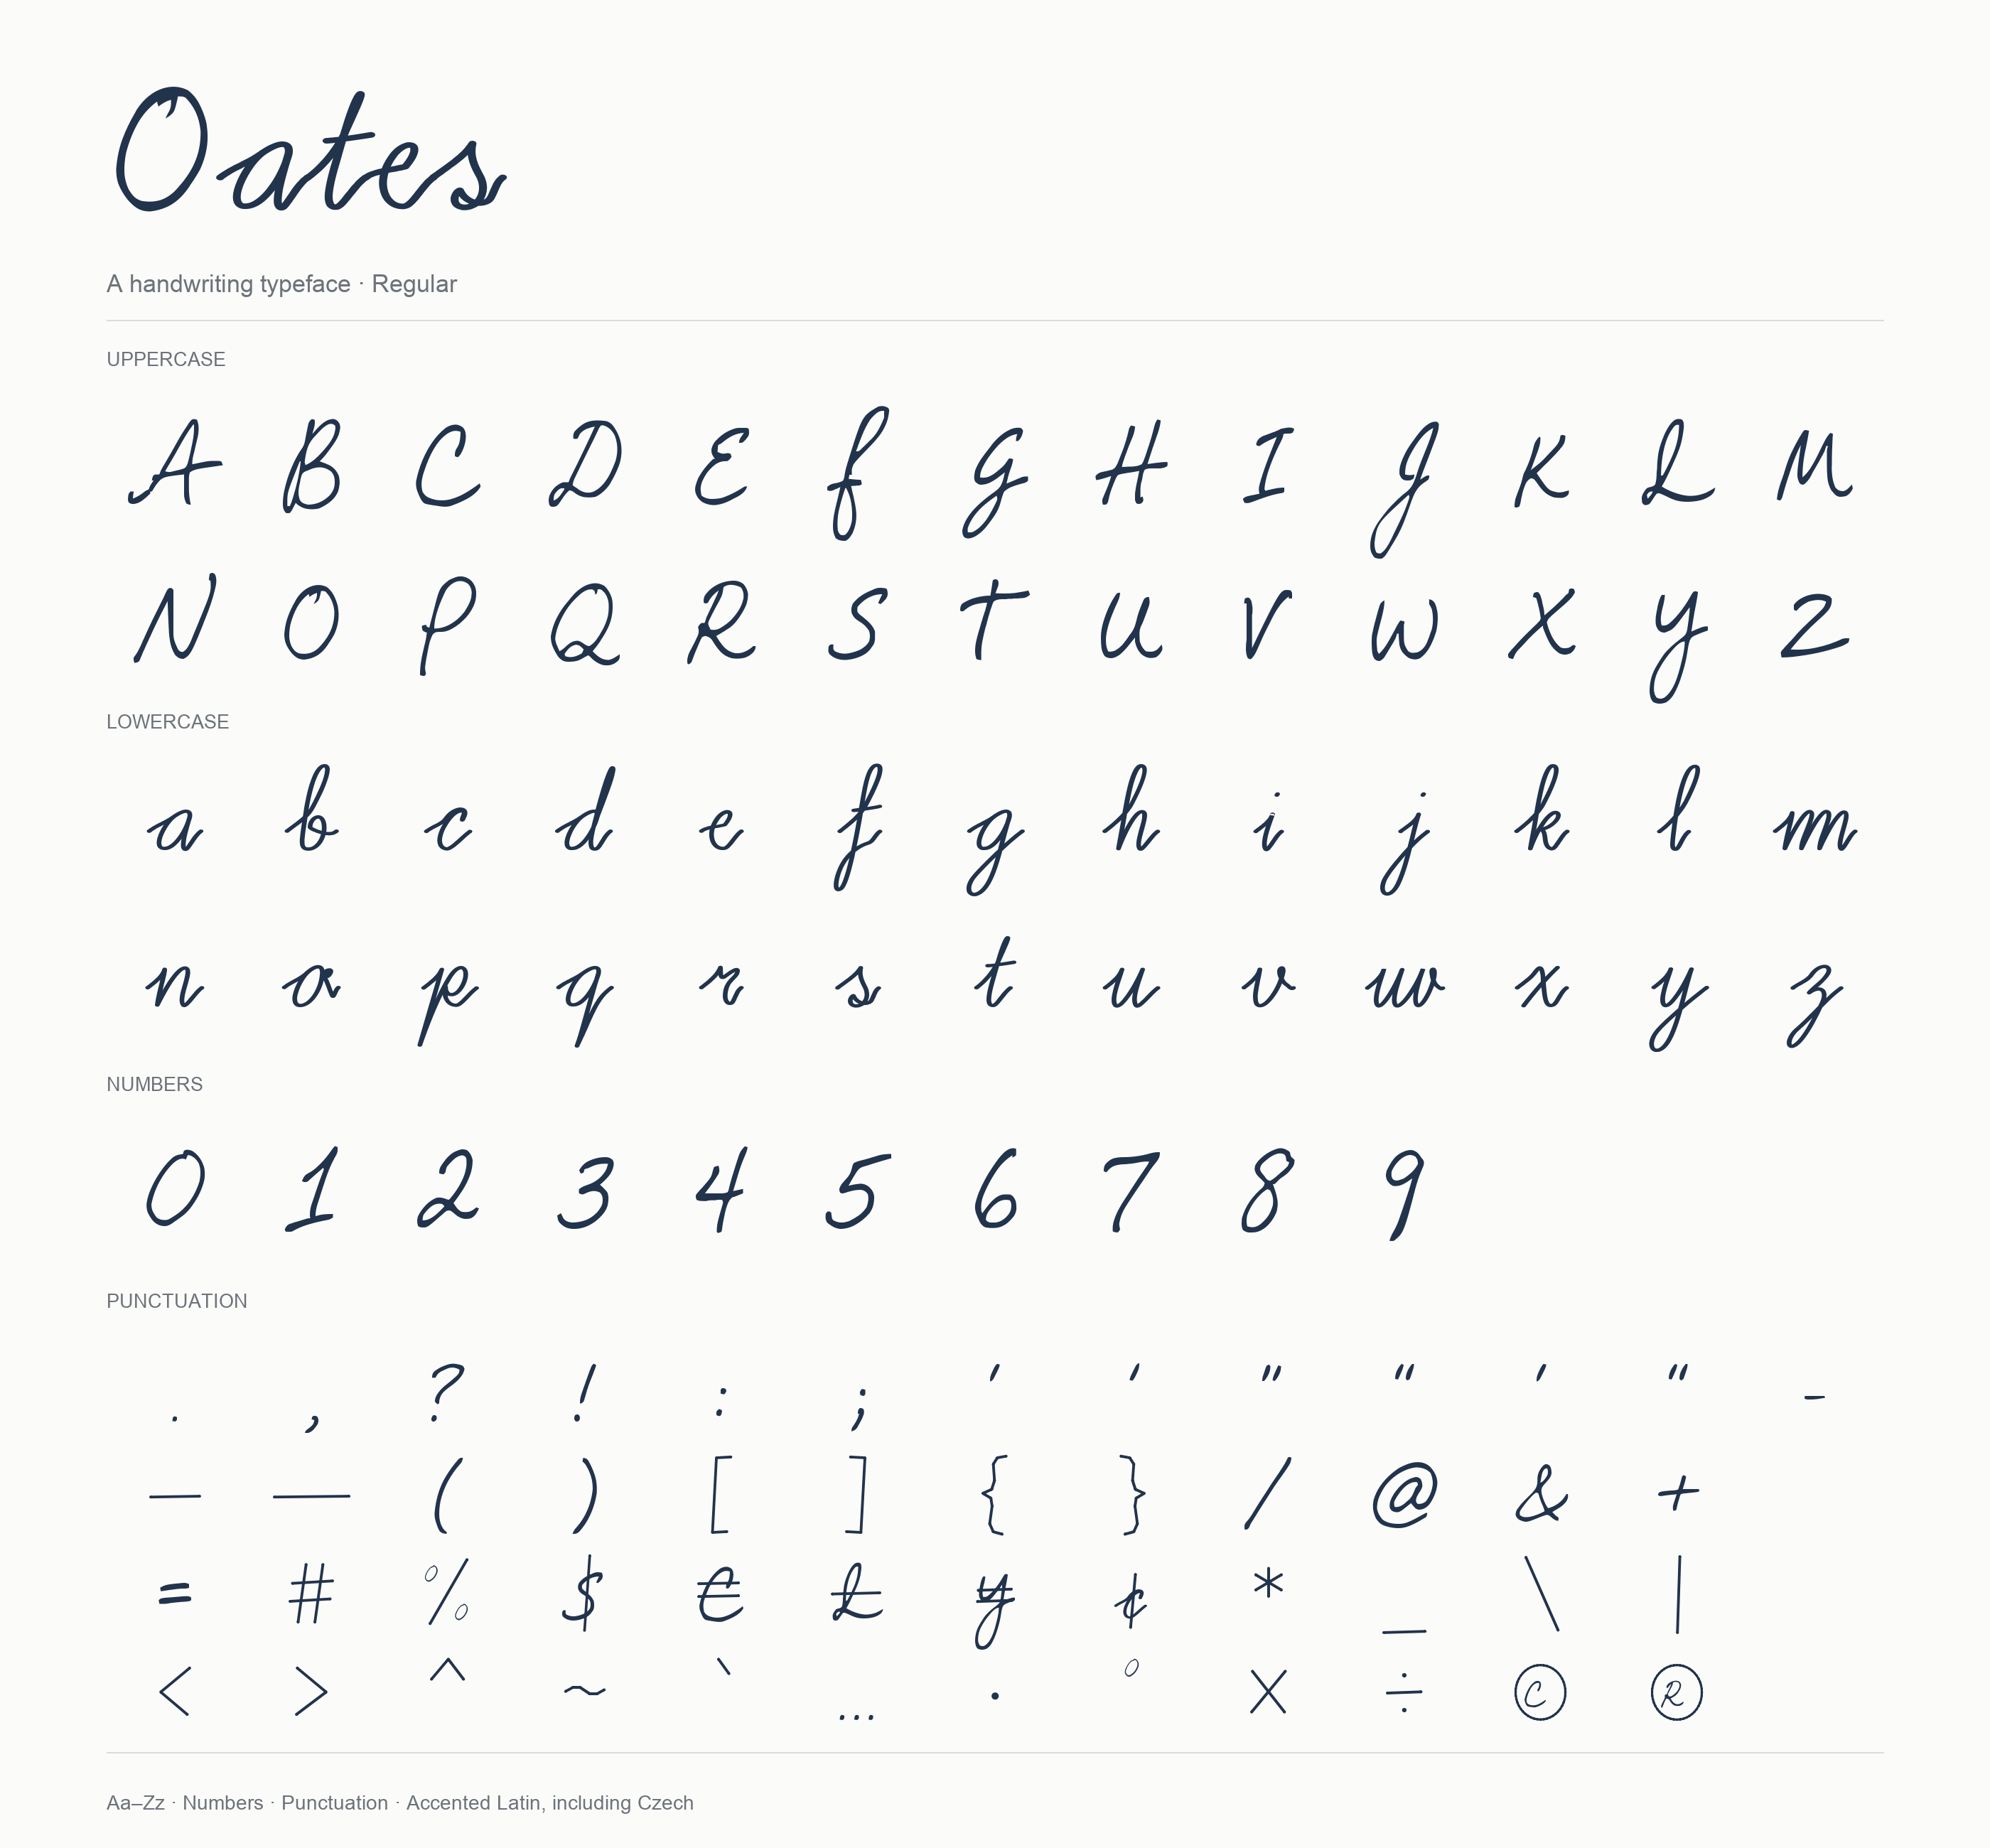 Oates
A handwriting typeface · Regular
UPPERCASE
A B C D E F G H I J K L M
N O P Q R S T U V W X Y Z
LOWERCASE
a b c d e f g h i j k l m
n o p q r s t u v w x y z
NUMBERS
0 1 2 3 4 5 6 7 8 9
PUNCTUATION
. , ? ! : ; ' ' " “ ' “ -
– — ( ) [ ] { } / @ & +
= # % $ € £ ¥ ¢ * _ \ |
< > ^ ~ ` … · ° × ÷ © ®
Aa–Zz · Numbers · Punctuation · Accented Latin, including Czech